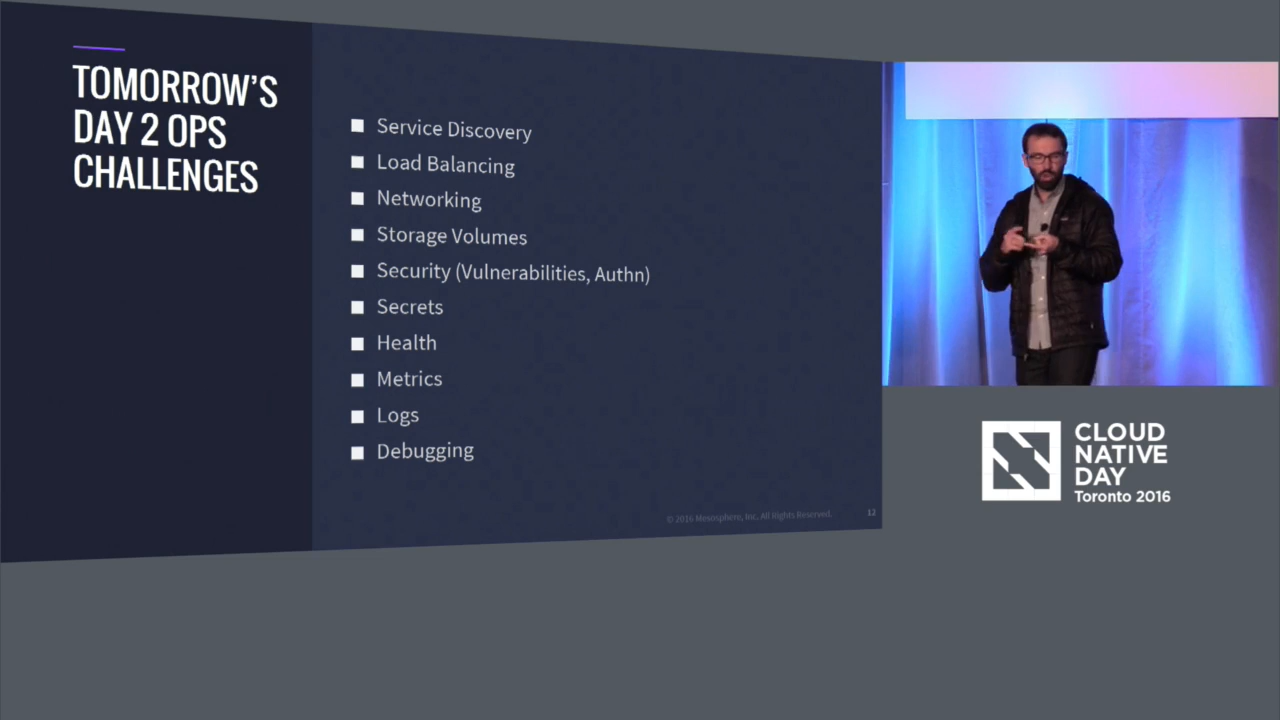 TOMORROW'S
DAY 2 OPS
CHALLENGES
Service Discovery
Load Balancing
Networking
Storage Volumes
Security (Vulnerabilities, Authn)
Secrets
Health
Metrics
Logs
Debugging
© 2016 Mesosphere, Inc. All Rights Reserved.
12
CLOUD
NATIVE
DAY
Toronto 2016